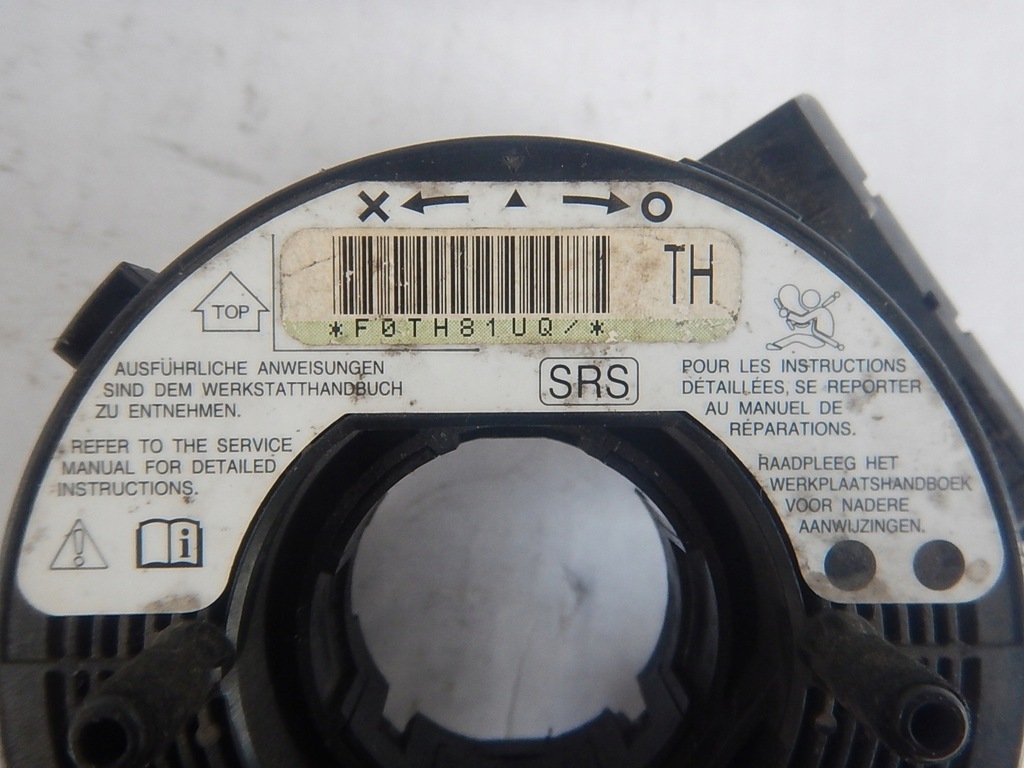 TH
*F0TH81UQ/*
TOP
SRS
AUSFÜHRLICHE ANWEISUNGEN
SIND DEM WERKSTATTHANDBUCH
ZU ENTNEHMEN.
REFER TO THE SERVICE
MANUAL FOR DETAILED
INSTRUCTIONS.
i
POUR LES INSTRUCTIONS
DÉTAILLÉES, SE REPORTER
AU MANUEL DE
RÉPARATIONS.
RAADPLEEG HET
WERKPLAATSHANDBOEK
VOOR NADERE
AANWIJZINGEN.